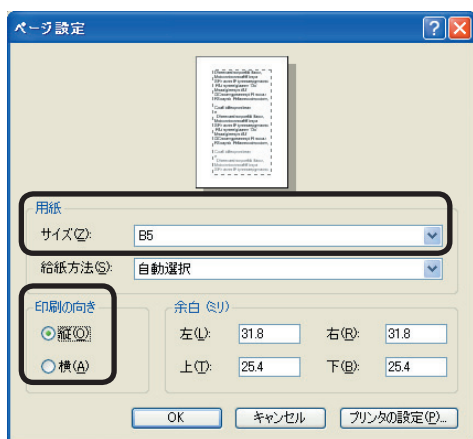 ページ設定
用紙
サイズ(Z): B5
給紙方法(S): 自動選択
印刷の向き
縦(O)
横(A)
余白(ミリ)
左(L): 31.8 右(R): 31.8
上(T): 25.4 下(B): 25.4
OK キャンセル プリンタの設定(P)...